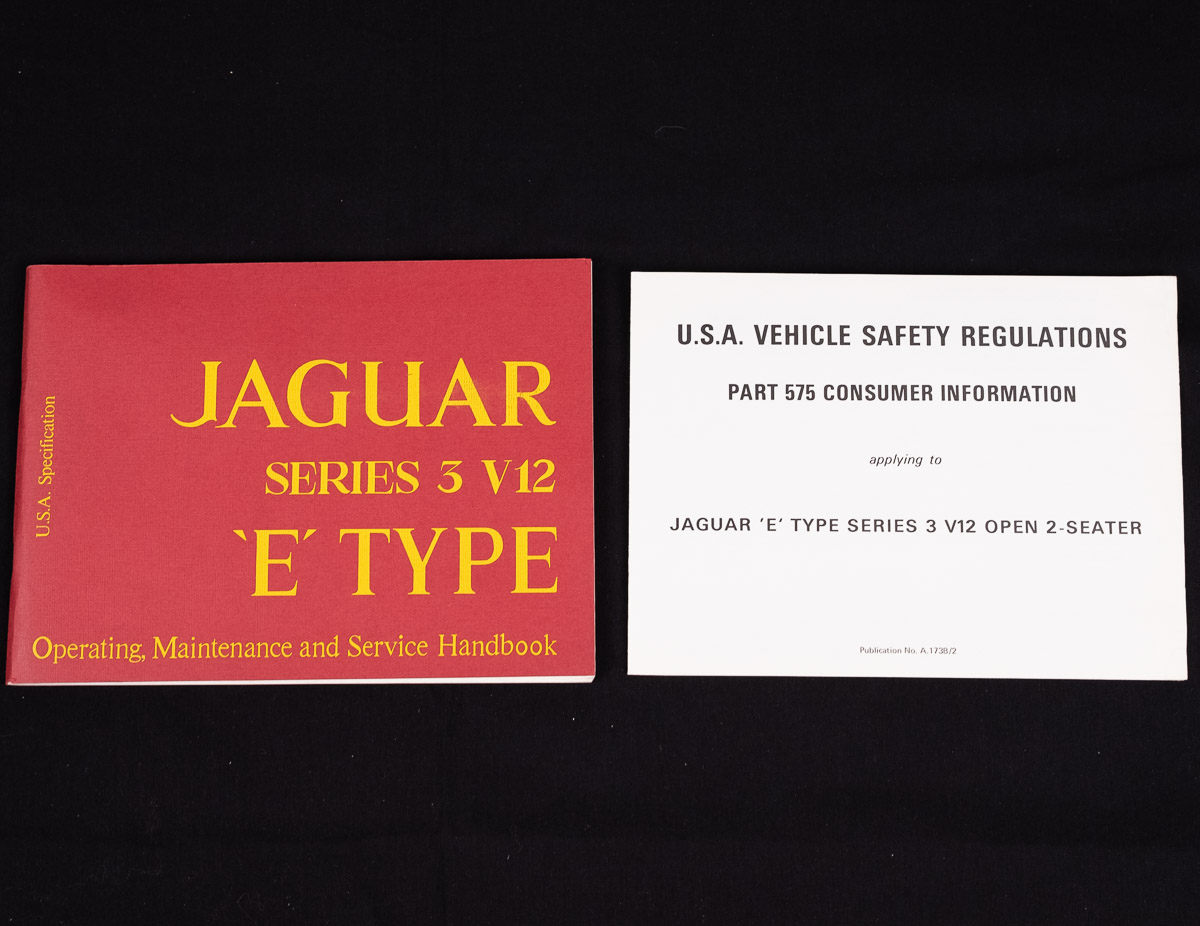 U.S.A. Specification
JAGUAR
SERIES 3 V12
`E´ TYPE
Operating, Maintenance and Service Handbook
U.S.A. VEHICLE SAFETY REGULATIONS
PART 575 CONSUMER INFORMATION
applying to
JAGUAR ′E′ TYPE SERIES 3 V12 OPEN 2-SEATER
Publication No. A.173B/2